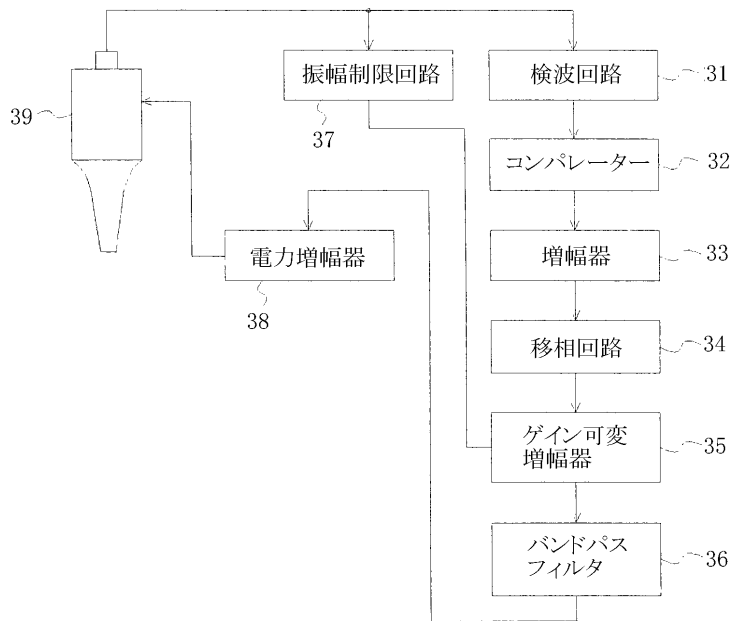 振幅制限回路
37
検波回路
31
39
コンパレーター
32
電力増幅器
38
増幅器
33
移相回路
34
ゲイン可変
増幅器
35
バンドパス
フィルタ
36